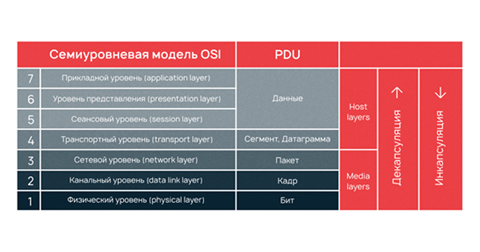 Семиуровневая модель OSI PDU
7 Прикладной уровень (application layer)
6 Уровень представления (presentation layer)
Данные
5 Сеансовый уровень (session layer)
4 Транспортный уровень (transport layer) Сегмент, Датаграмма
3 Сетевой уровень (network layer) Пакет
2 Канальный уровень (data link layer) Кадр
1 Физический уровень (physical layer) Бит
Host
layers
Media
layers
Декапсуляция
Инкапсуляция